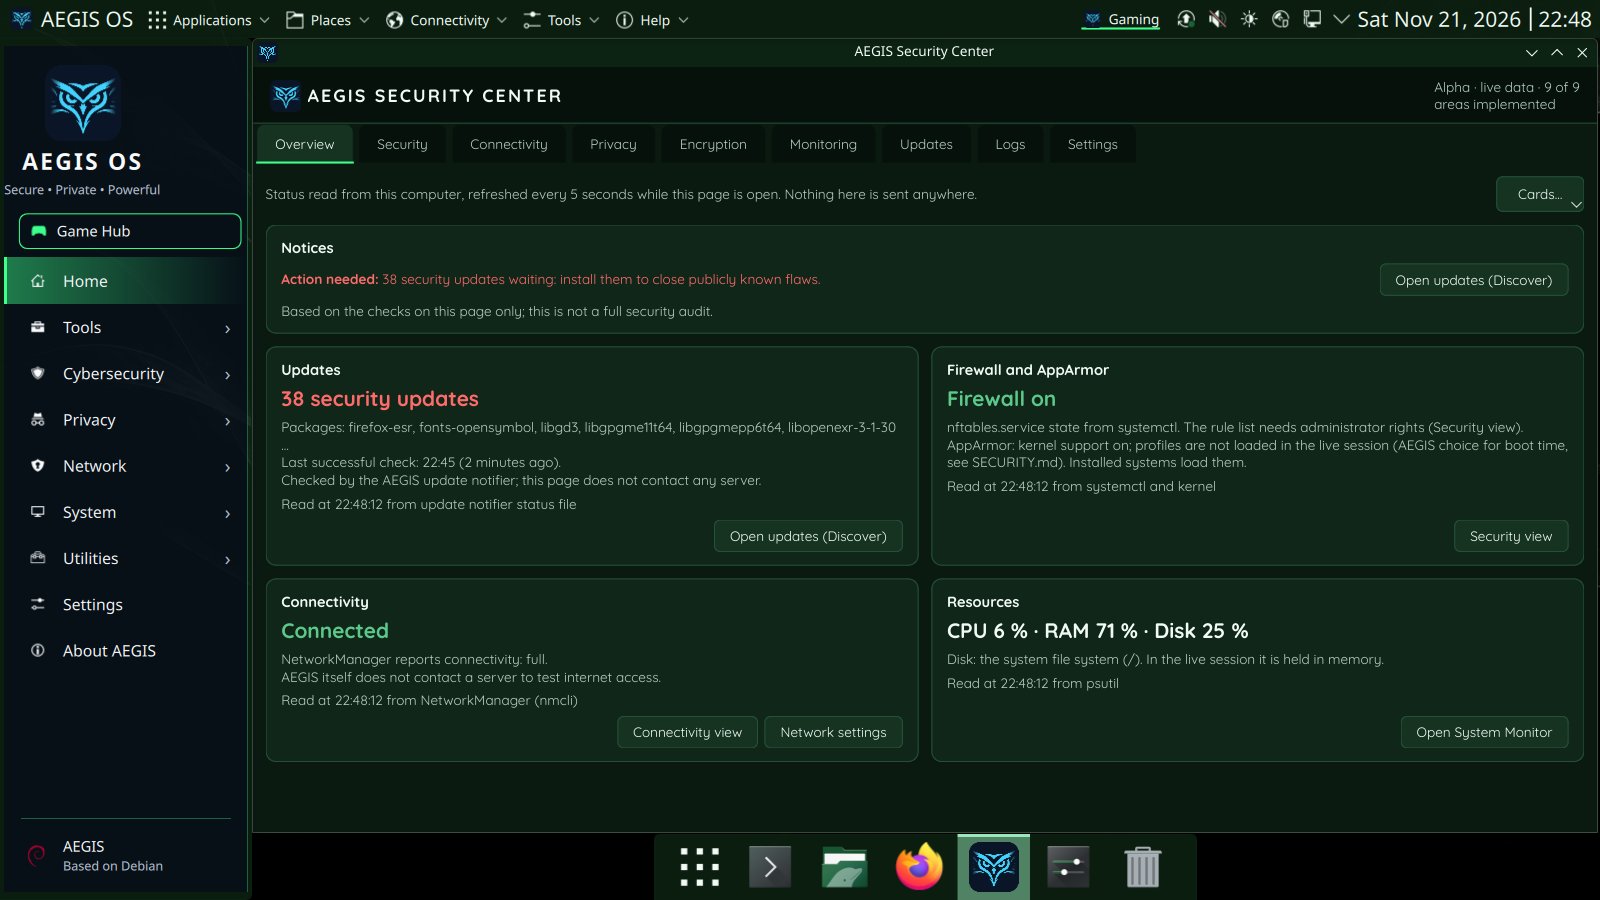 AEGIS OS
Applications
Places
Connectivity
Tools
Help
Gaming
Sat Nov 21, 2026
22:48
AEGIS OS
Secure • Private • Powerful
Game Hub
Home
Tools
Cybersecurity
Privacy
Network
System
Utilities
Settings
About AEGIS
AEGIS
Based on Debian
AEGIS Security Center
AEGIS SECURITY CENTER
Alpha · live data · 9 of 9
areas implemented
Overview
Security
Connectivity
Privacy
Encryption
Monitoring
Updates
Logs
Settings
Status read from this computer, refreshed every 5 seconds while this page is open. Nothing here is sent anywhere.
Cards...
Notices
Action needed: 38 security updates waiting: install them to close publicly known flaws.
Open updates (Discover)
Based on the checks on this page only; this is not a full security audit.
Updates
38 security updates
Packages: firefox-esr, fonts-opensymbol, libgd3, libgpgme11t64, libgpgmepp6t64, libopenexr-3-1-30
...
Last successful check: 22:45 (2 minutes ago).
Checked by the AEGIS update notifier; this page does not contact any server.
Read at 22:48:12 from update notifier status file
Open updates (Discover)
Firewall and AppArmor
Firewall on
nftables.service state from systemctl. The rule list needs administrator rights (Security view).
AppArmor: kernel support on; profiles are not loaded in the live session (AEGIS choice for boot time,
see SECURITY.md). Installed systems load them.
Read at 22:48:12 from systemctl and kernel
Security view
Connectivity
Connected
NetworkManager reports connectivity: full.
AEGIS itself does not contact a server to test internet access.
Read at 22:48:12 from NetworkManager (nmcli)
Connectivity view
Network settings
Resources
CPU 6 % · RAM 71 % · Disk 25 %
Disk: the system file system (/). In the live session it is held in memory.
Read at 22:48:12 from psutil
Open System Monitor